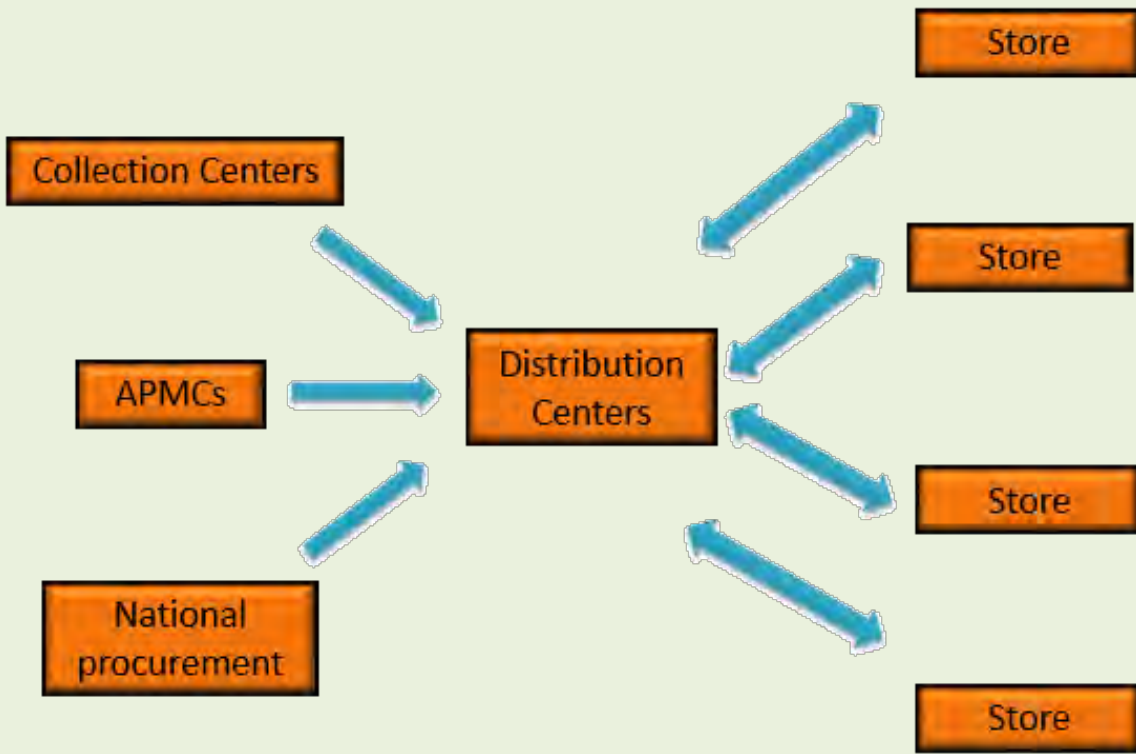 Store
Collection Centers
Store
Distribution
Centers
APMCs
Store
National
procurement
Store